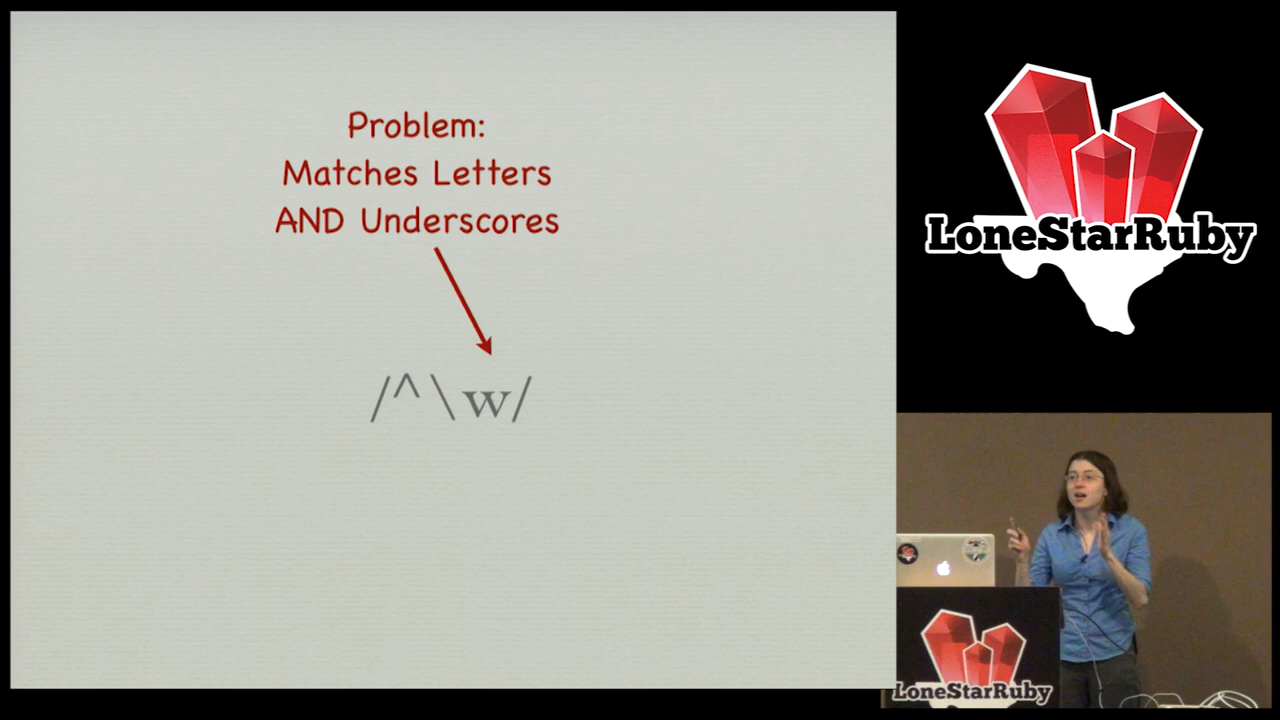 Problem:
Matches Letters
AND Underscores
/^\w/
LoneStarRuby
LoneStarRuby